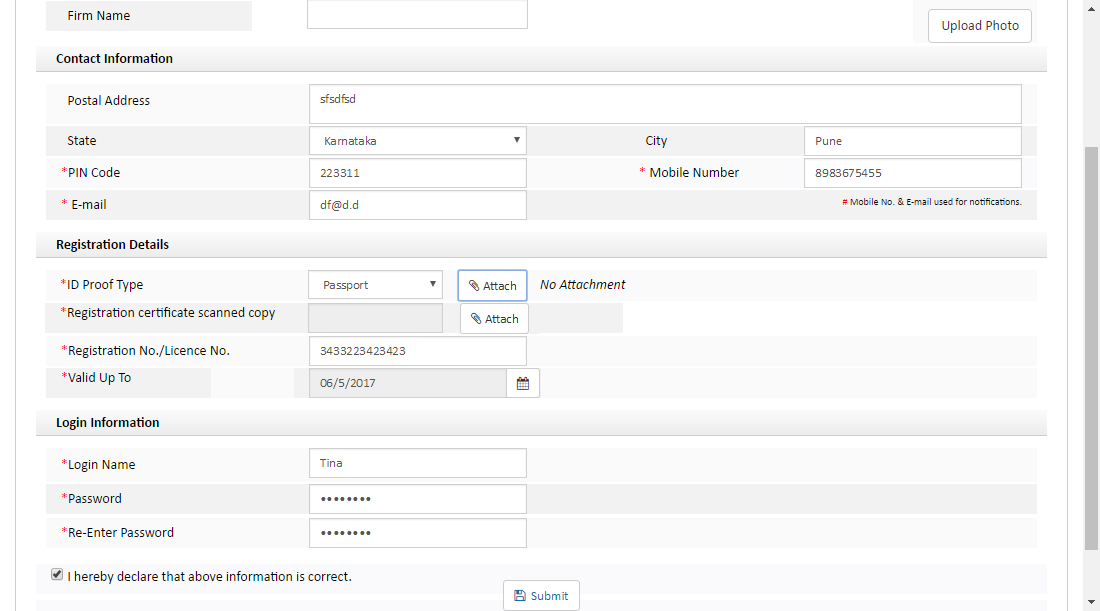 Firm Name
Upload Photo
Contact Information
Postal Address sfsdfsd
State Karnataka City Pune
*PIN Code 223311 * Mobile Number 8983675455
* E-mail df@d.d # Mobile No. & E-mail used for notifications.
Registration Details
*ID Proof Type Passport Attach No Attachment
*Registration certificate scanned copy Attach
*Registration No./Licence No. 3433223423423
*Valid Up To 06/5/2017
Login Information
*Login Name Tina
*Password ••••••••
*Re-Enter Password ••••••••
I hereby declare that above information is correct.
Submit